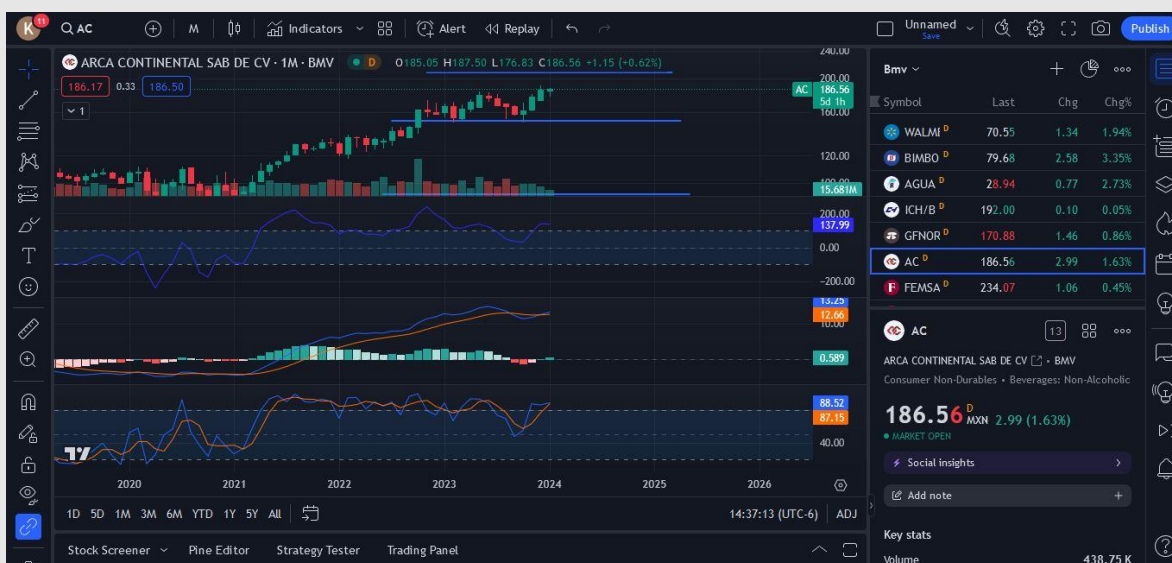 K 11 AC M Indicators Alert Replay Unnamed Publish
Save
ARCA CONTINENTAL SAB DE CV · 1M · BMV D O185.05 H187.50 L176.83 C186.56 +1.15 (+0.62%)
186.17 0.33 186.50
1
240.00
200.00
AC 186.56
5d 1h
160.00
120.00
15.681M
200.00
137.99
0.00
−200.00
13.25
12.66
10.00
0.589
88.52
87.15
40.00
2020 2021 2022 2023 2024 2025 2026
1D 5D 1M 3M 6M YTD 1Y 5Y All 14:37:13 (UTC-6) ADJ
Stock Screener Pine Editor Strategy Tester Trading Panel
Bmv
Symbol Last Chg Chg%
WALME D 70.55 1.34 1.94%
BIMBO D 79.68 2.58 3.35%
AGUA D 28.94 0.77 2.73%
ICH/B D 192.00 0.10 0.05%
GFNOR D 170.88 1.46 0.86%
AC D 186.56 2.99 1.63%
FEMSA D 234.07 1.06 0.45%
AC 13
ARCA CONTINENTAL SAB DE CV · BMV
Consumer Non-Durables • Beverages: Non-Alcoholic
186.56 D MXN 2.99 (1.63%)
MARKET OPEN
Social insights
Add note
Key stats
Volume 438.75 K